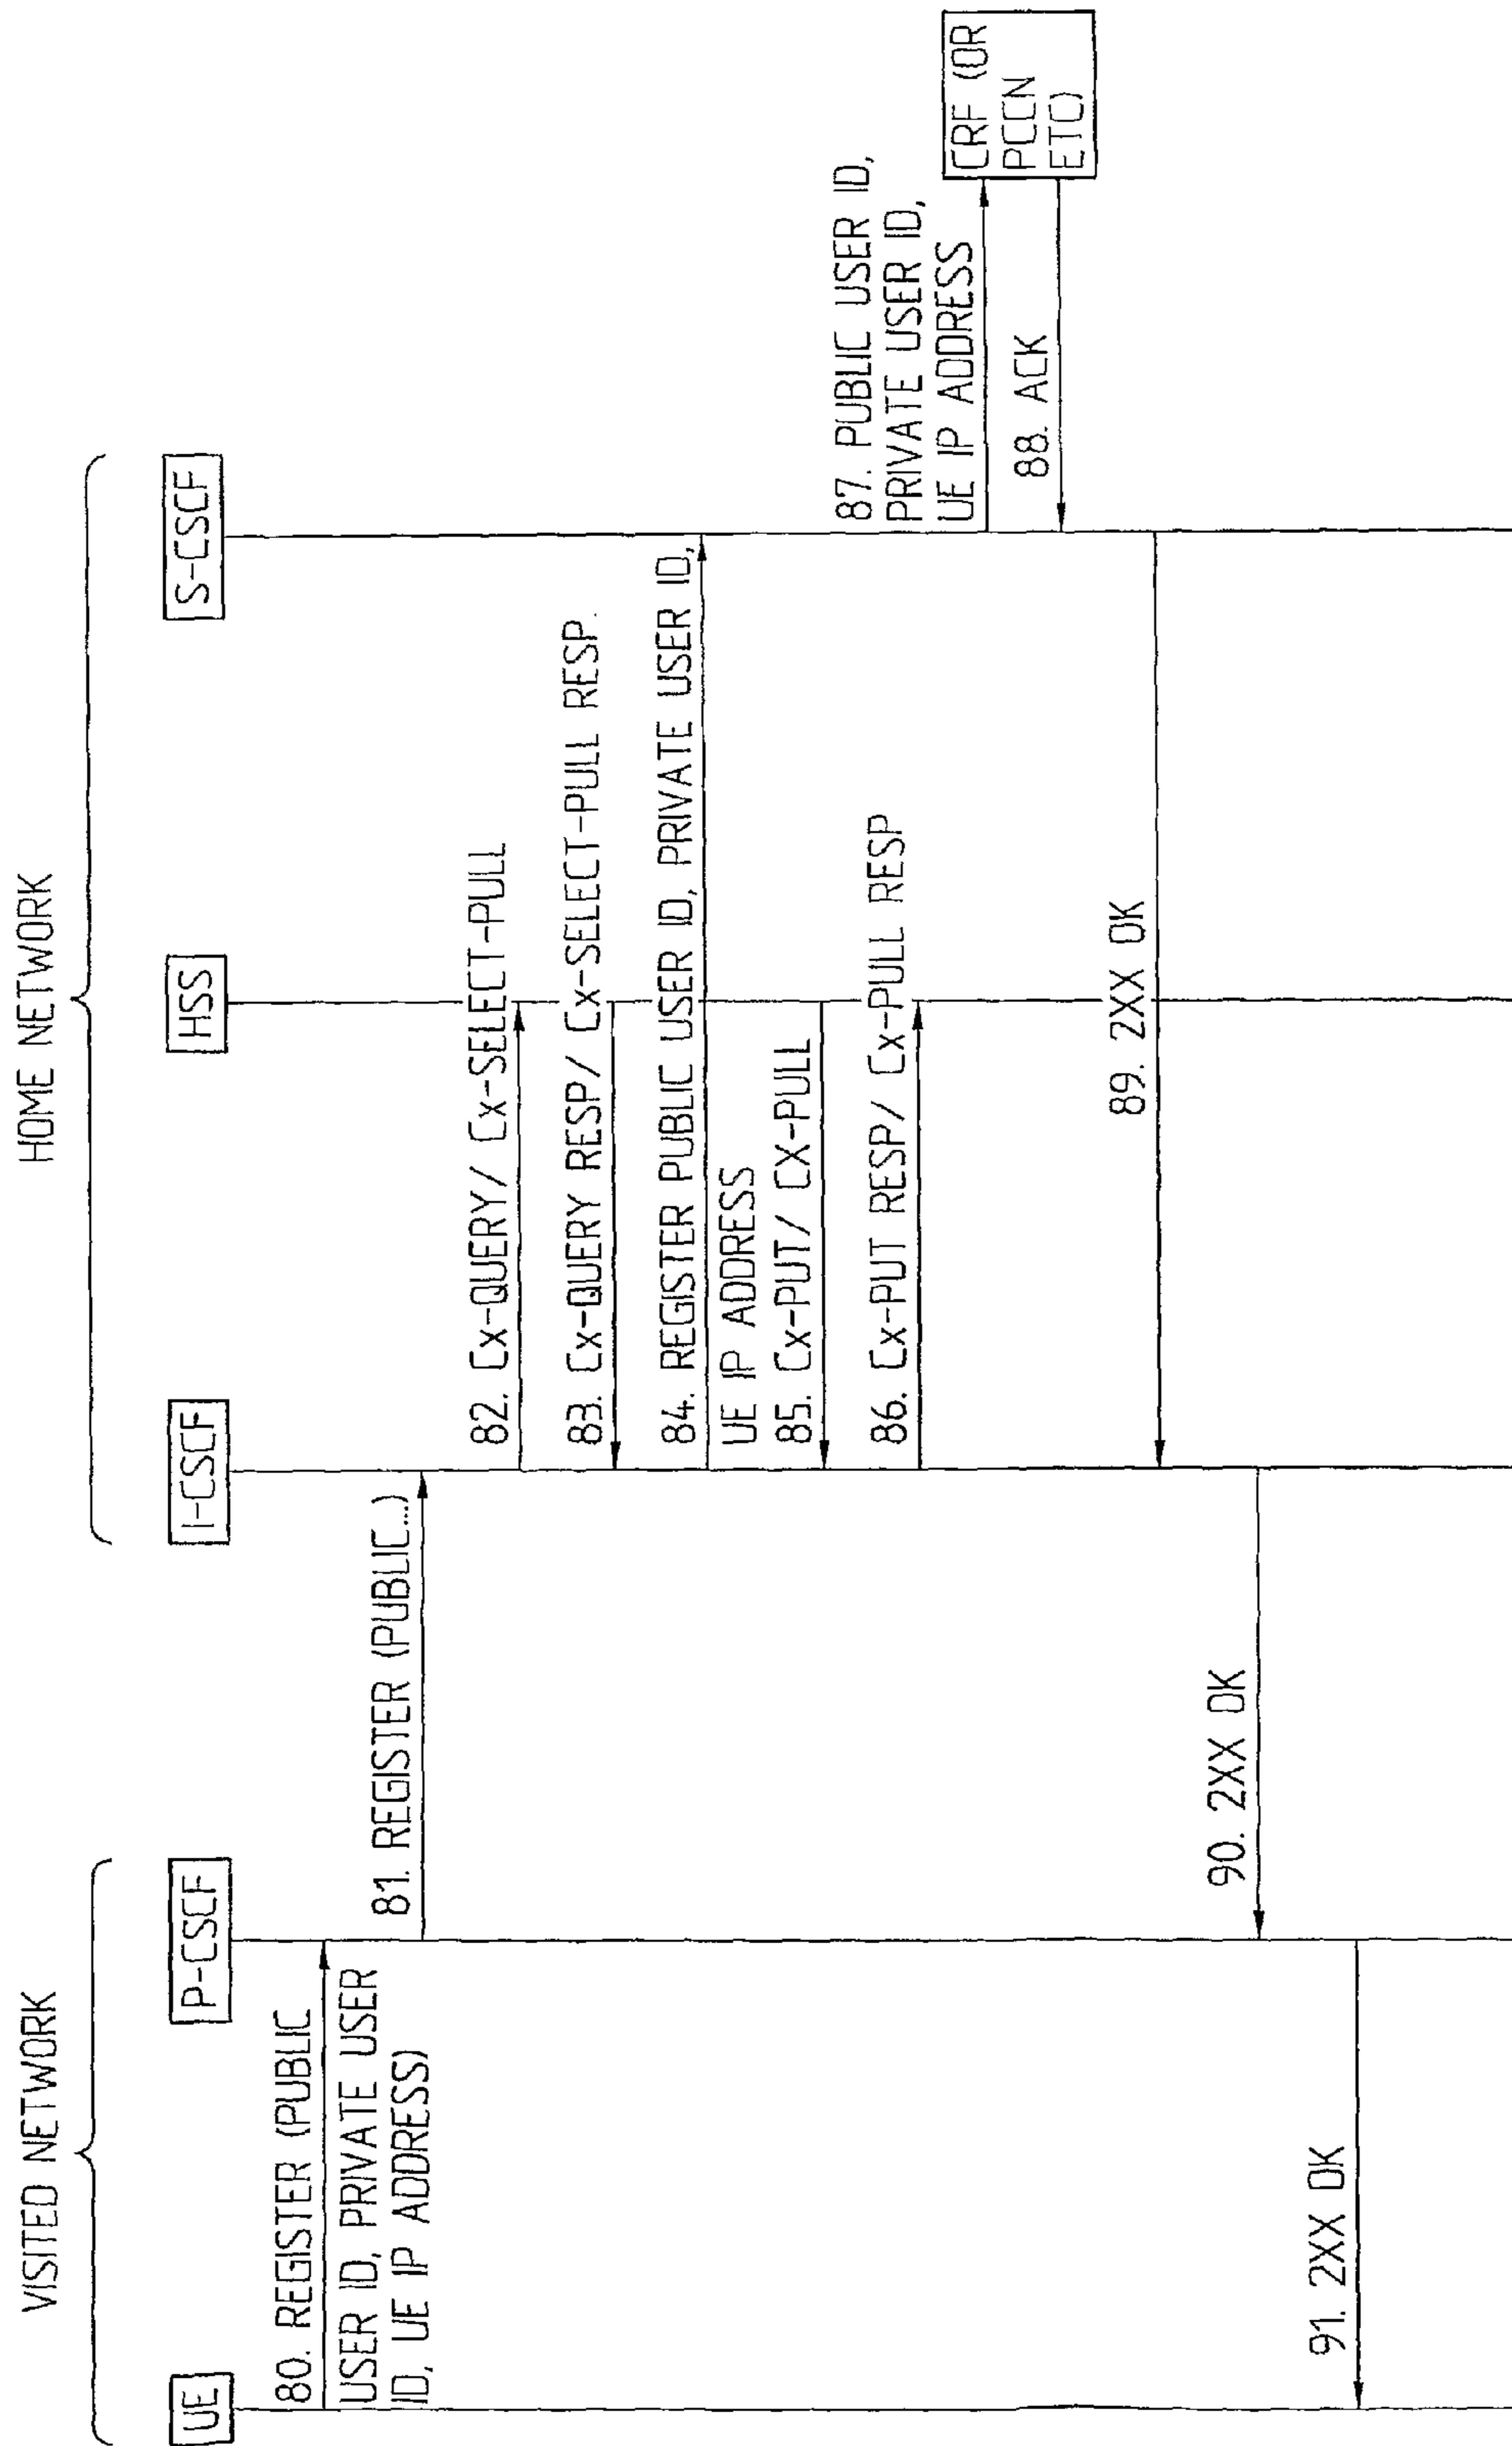 VISITED NETWORK
HOME NETWORK
UE
P-CSCF
I-CSCF
HSS
S-CSCF
80. REGISTER (PUBLIC
USER ID, PRIVATE USER
ID, UE IP ADDRESS)
81. REGISTER (PUBLIC...)
82. Cx-QUERY/ Cx-SELECT-PULL
83. Cx-QUERY RESP/ Cx-SELECT-PULL RESP.
84. REGISTER PUBLIC USER ID, PRIVATE USER ID,
UE IP ADDRESS
85. Cx-PUT/ CX-PULL
86. Cx-PUT RESP/ Cx-PULL RESP
87. PUBLIC USER ID,
PRIVATE USER ID,
UE IP ADDRESS
CRF (OR
PCCN
ETC)
88. ACK
89. 2XX OK
90. 2XX OK
91. 2XX OK